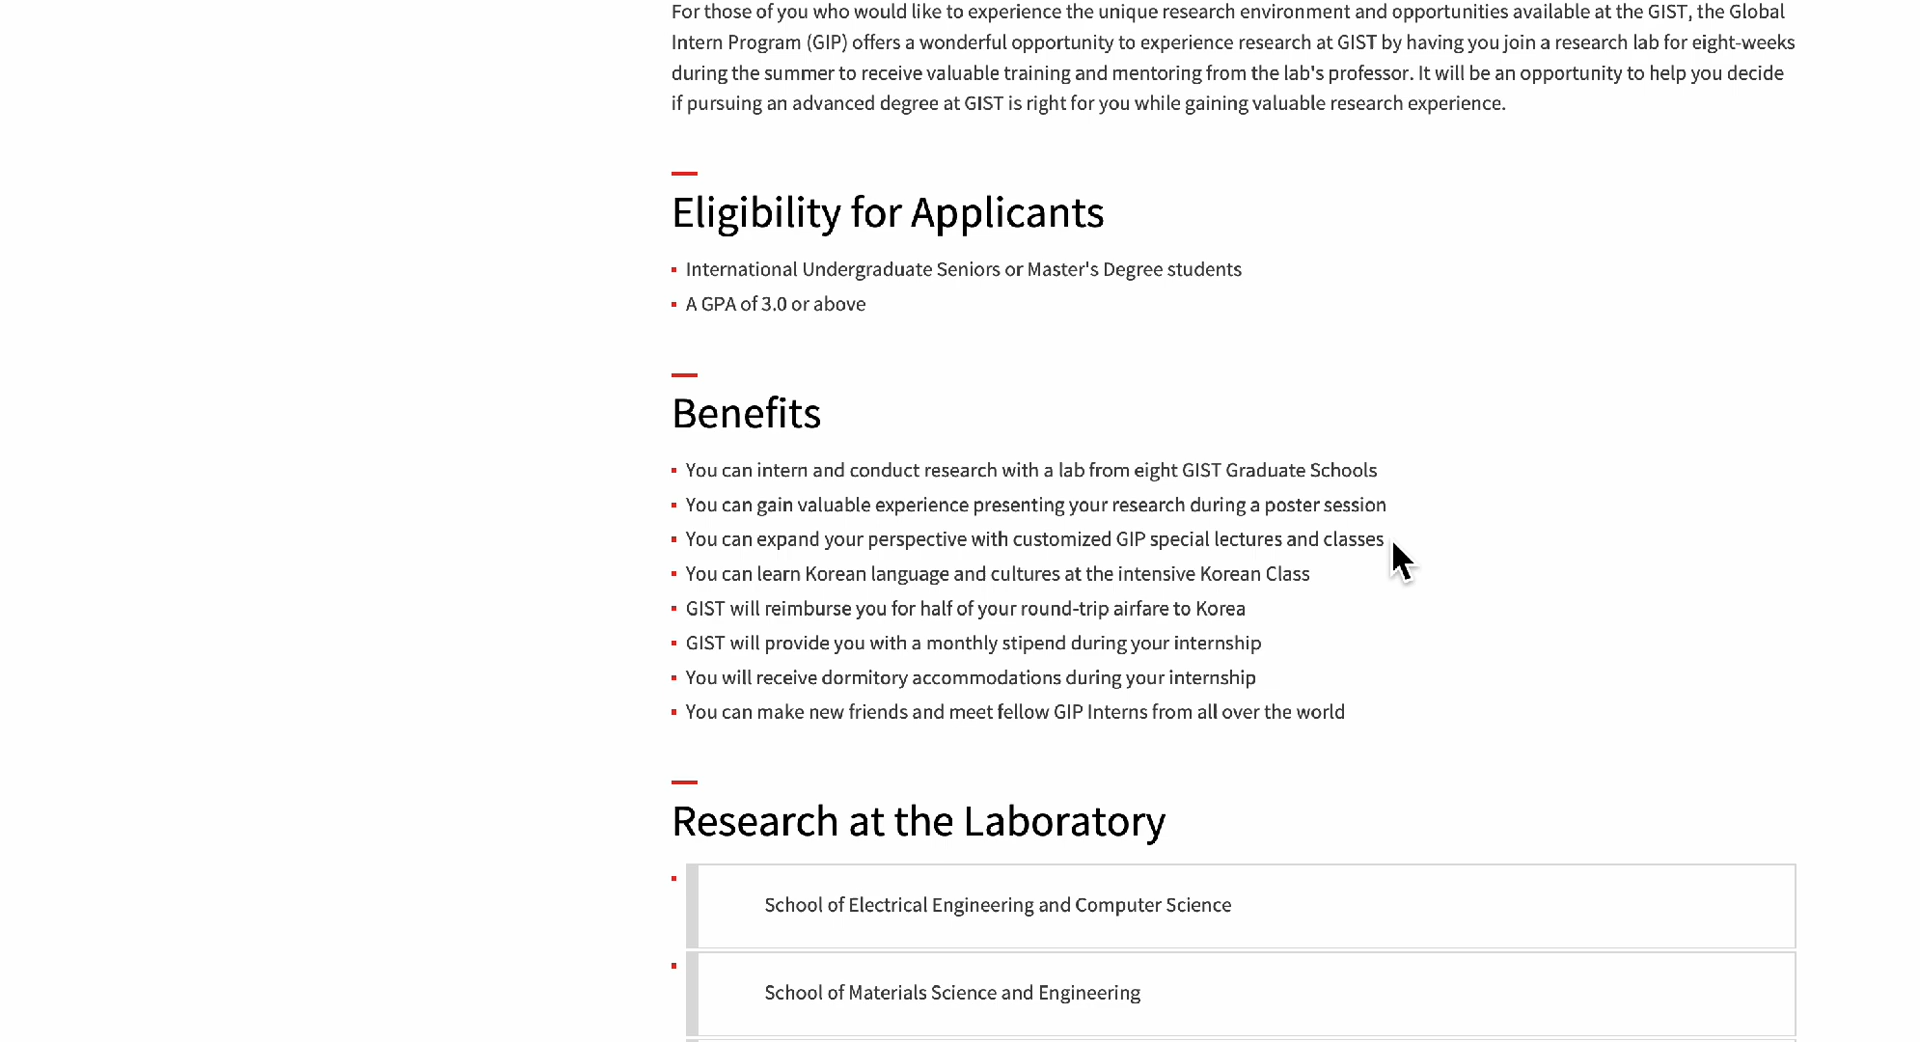 For those of you who would like to experience the unique research environment and opportunities available at the GIST, the Global
Intern Program (GIP) offers a wonderful opportunity to experience research at GIST by having you join a research lab for eight-weeks
during the summer to receive valuable training and mentoring from the lab's professor. It will be an opportunity to help you decide
if pursuing an advanced degree at GIST is right for you while gaining valuable research experience.
Eligibility for Applicants
International Undergraduate Seniors or Master's Degree students
A GPA of 3.0 or above
Benefits
You can intern and conduct research with a lab from eight GIST Graduate Schools
You can gain valuable experience presenting your research during a poster session
You can expand your perspective with customized GIP special lectures and classes
You can learn Korean language and cultures at the intensive Korean Class
GIST will reimburse you for half of your round-trip airfare to Korea
GIST will provide you with a monthly stipend during your internship
You will receive dormitory accommodations during your internship
You can make new friends and meet fellow GIP Interns from all over the world
Research at the Laboratory
School of Electrical Engineering and Computer Science
School of Materials Science and Engineering